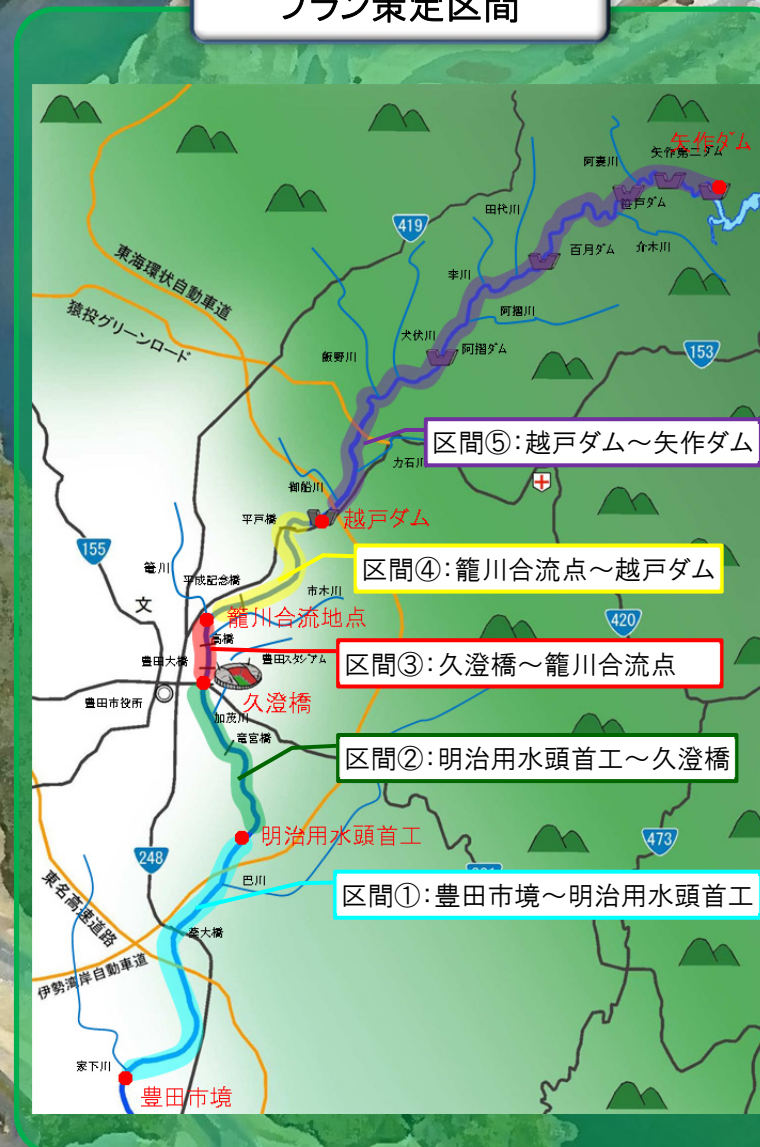 プラン策定区間
矢作ダム
矢作第二ダム
阿妻川
笹戸ダム
田代川
419
百月ダム
介木川
東海環状自動車道
李川
猿役グリーンロード
阿摺川
犬伏川
阿摺ダム
飯野川
153
区間⑤:越戸ダム～矢作ダム
力石川
御船川
平戸橋
越戸ダム
155
篭川
区間④:籠川合流点～越戸ダム
平成記念橋
市木川
文
籠川合流地点
420
高橋
豊田大橋
豊田スタジアム
区間③:久澄橋～籠川合流点
豊田市役所
久澄橋
加茂川
竜宮橋
区間②:明治用水頭首工～久澄橋
明治用水頭首工
473
248
巴川
区間①:豊田市境～明治用水頭首工
東名高速道路
葵大橋
伊勢湾岸自動車道
家下川
豊田市境